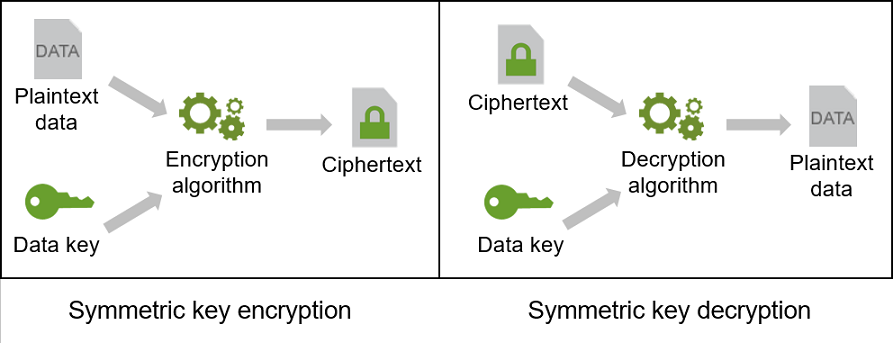 DATA
Plaintext
data
Encryption
algorithm
Ciphertext
Data key
Symmetric key encryption
Ciphertext
Decryption
algorithm
DATA
Plaintext
data
Data key
Symmetric key decryption